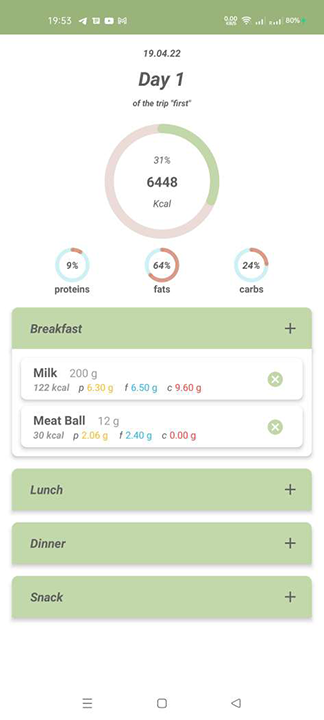 19:53
0.00
KB/S
80%
19.04.22
Day 1
of the trip "first"
31%
6448
Kcal
9% 64% 24%
proteins fats carbs
Breakfast +
Milk 200 g
122 kcal p 6.30 g f 6.50 g c 9.60 g
Meat Ball 12 g
30 kcal p 2.06 g f 2.40 g c 0.00 g
Lunch +
Dinner +
Snack +